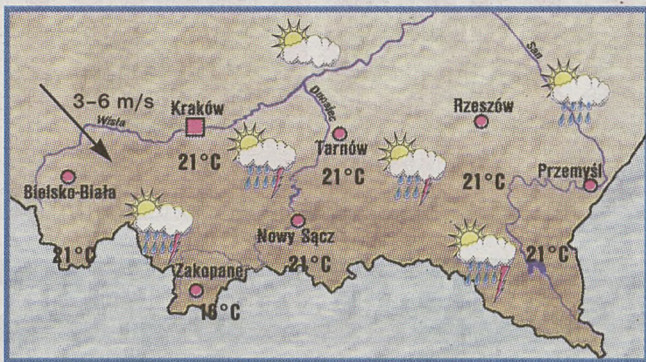 San
Dunajec
3-6 m/s
Kraków
Rzeszów
Wisła
Tarnów
21°C
21°C
21°C
Przemyśl
Bielsko-Biała
Nowy Sącz
21°C
21°C
21°C
Zakopane